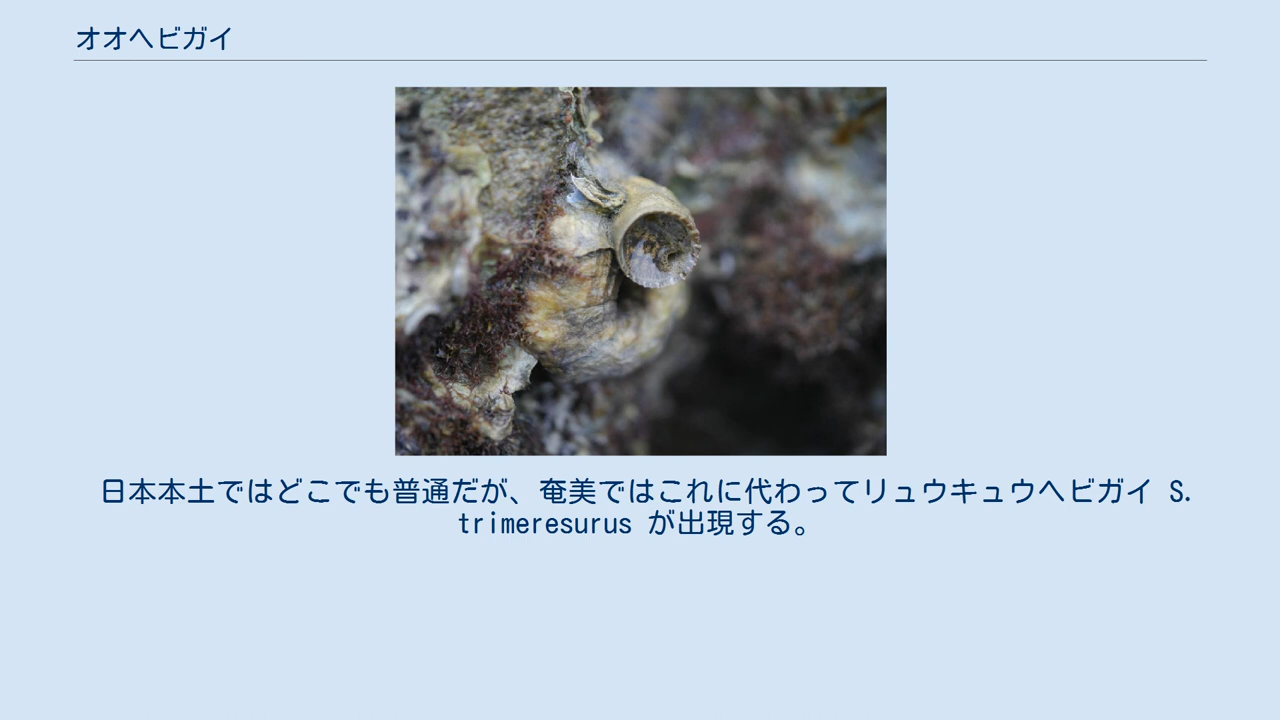 オオヘビガイ
日本本土ではどこでも普通だが、奄美ではこれに代わってリュウキュウヘビガイ S.
trimeresurus が出現する。